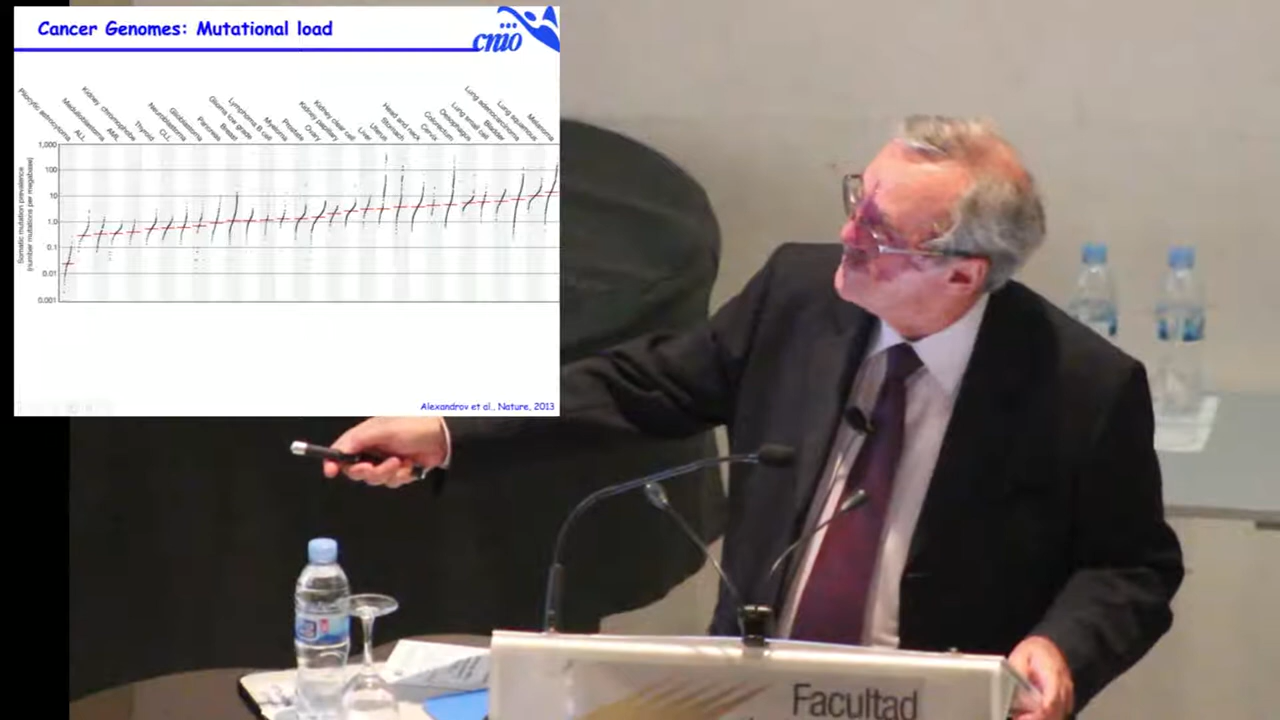 Cancer Genomes: Mutational load
cnio
Pilocytic astrocytoma
ALL
Medulloblastoma
AML
Kidney chromophobe
Thyroid
CLL
Neuroblastoma
Glioblastoma
Pancreas
Breast
Glioma low grade
Lymphoma B cell
Myeloma
Prostate
Ovary
Kidney papillary
Kidney clear cell
Liver
Uterus
Stomach
Head and neck
Cervix
Colorectum
Oesophagus
Lung small cell
Bladder
Lung adenocarcinoma
Lung squamous
Melanoma
Somatic mutation prevalence
(number mutations per megabase)
1,000
100
10
1.0
0.1
0.01
0.001
Alexandrov et al., Nature, 2013
Facultad